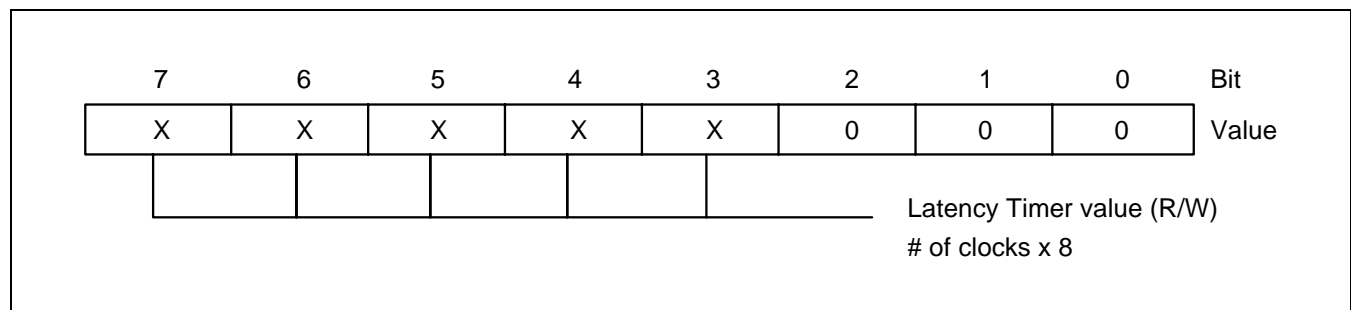 7 6 5 4 3 2 1 0 Bit
X X X X X 0 0 0 Value
Latency Timer value (R/W)
# of clocks x 8